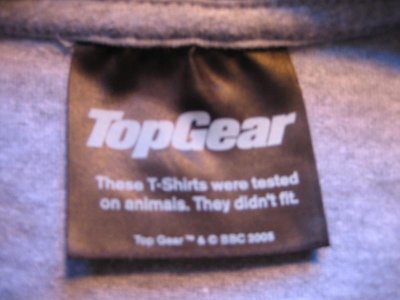 TopGear
These T-Shirts were tested
on animals. They didn't fit.
Top Gear™ & © BBC 2005